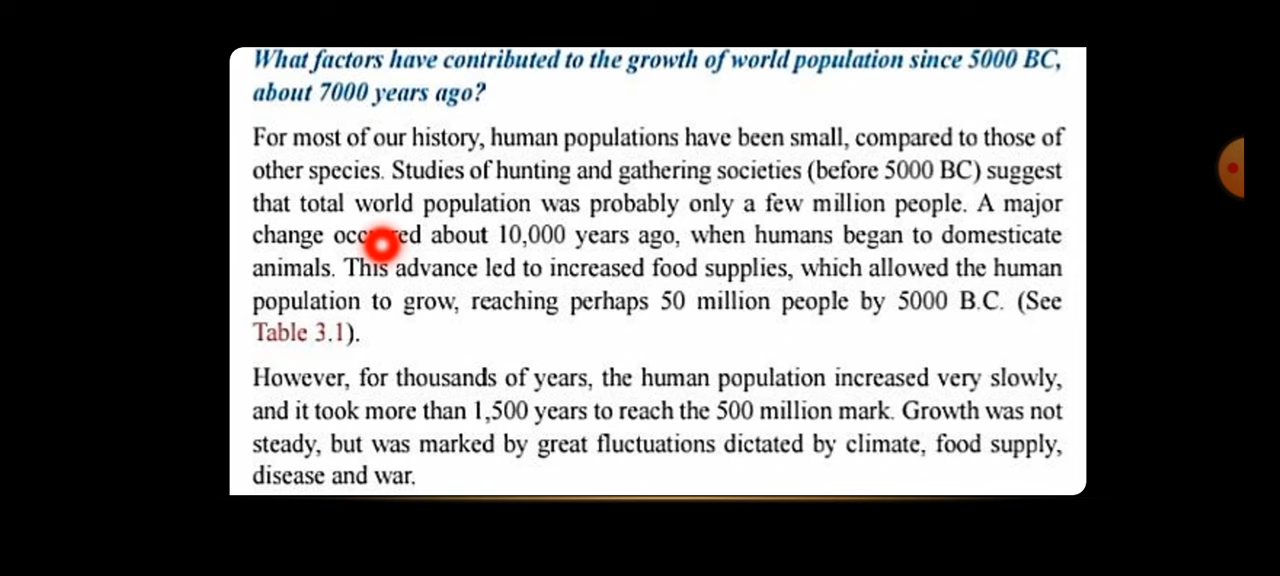 What factors have contributed to the growth of world population since 5000 BC,
about 7000 years ago?
For most of our history, human populations have been small, compared to those of
other species. Studies of hunting and gathering societies (before 5000 BC) suggest
that total world population was probably only a few million people. A major
change about 10,000 years ago, when humans began to domesticate
animals. This advance led to increased food supplies, which allowed the human
population to grow, reaching perhaps 50 million people by 5000 B.C. (See
Table 3.1).
However, for thousands of years, the human population increased very slowly,
and it took more than 1,500 years to reach the 500 million mark. Growth was not
steady, but was marked by great fluctuations dictated by climate, food supply,
disease and war.